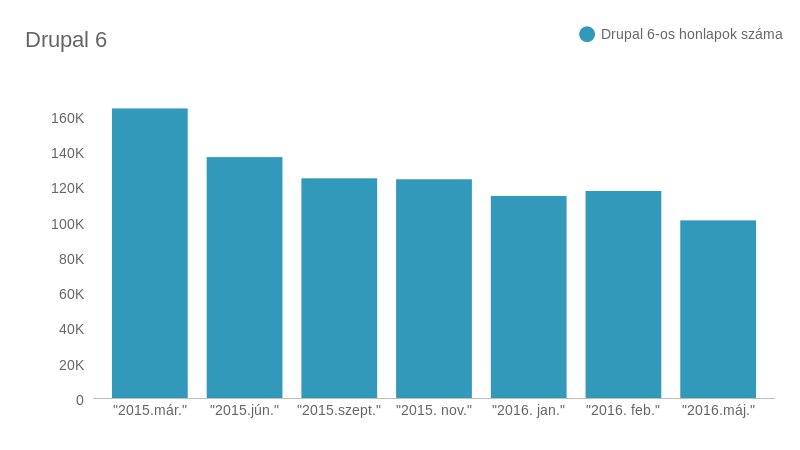 Drupal 6
Drupal 6-os honlapok száma
160K
140K
120K
100K
80K
60K
40K
20K
0
"2015.már." "2015.jún." "2015.szept." "2015. nov." "2016. jan." "2016. feb." "2016.máj."